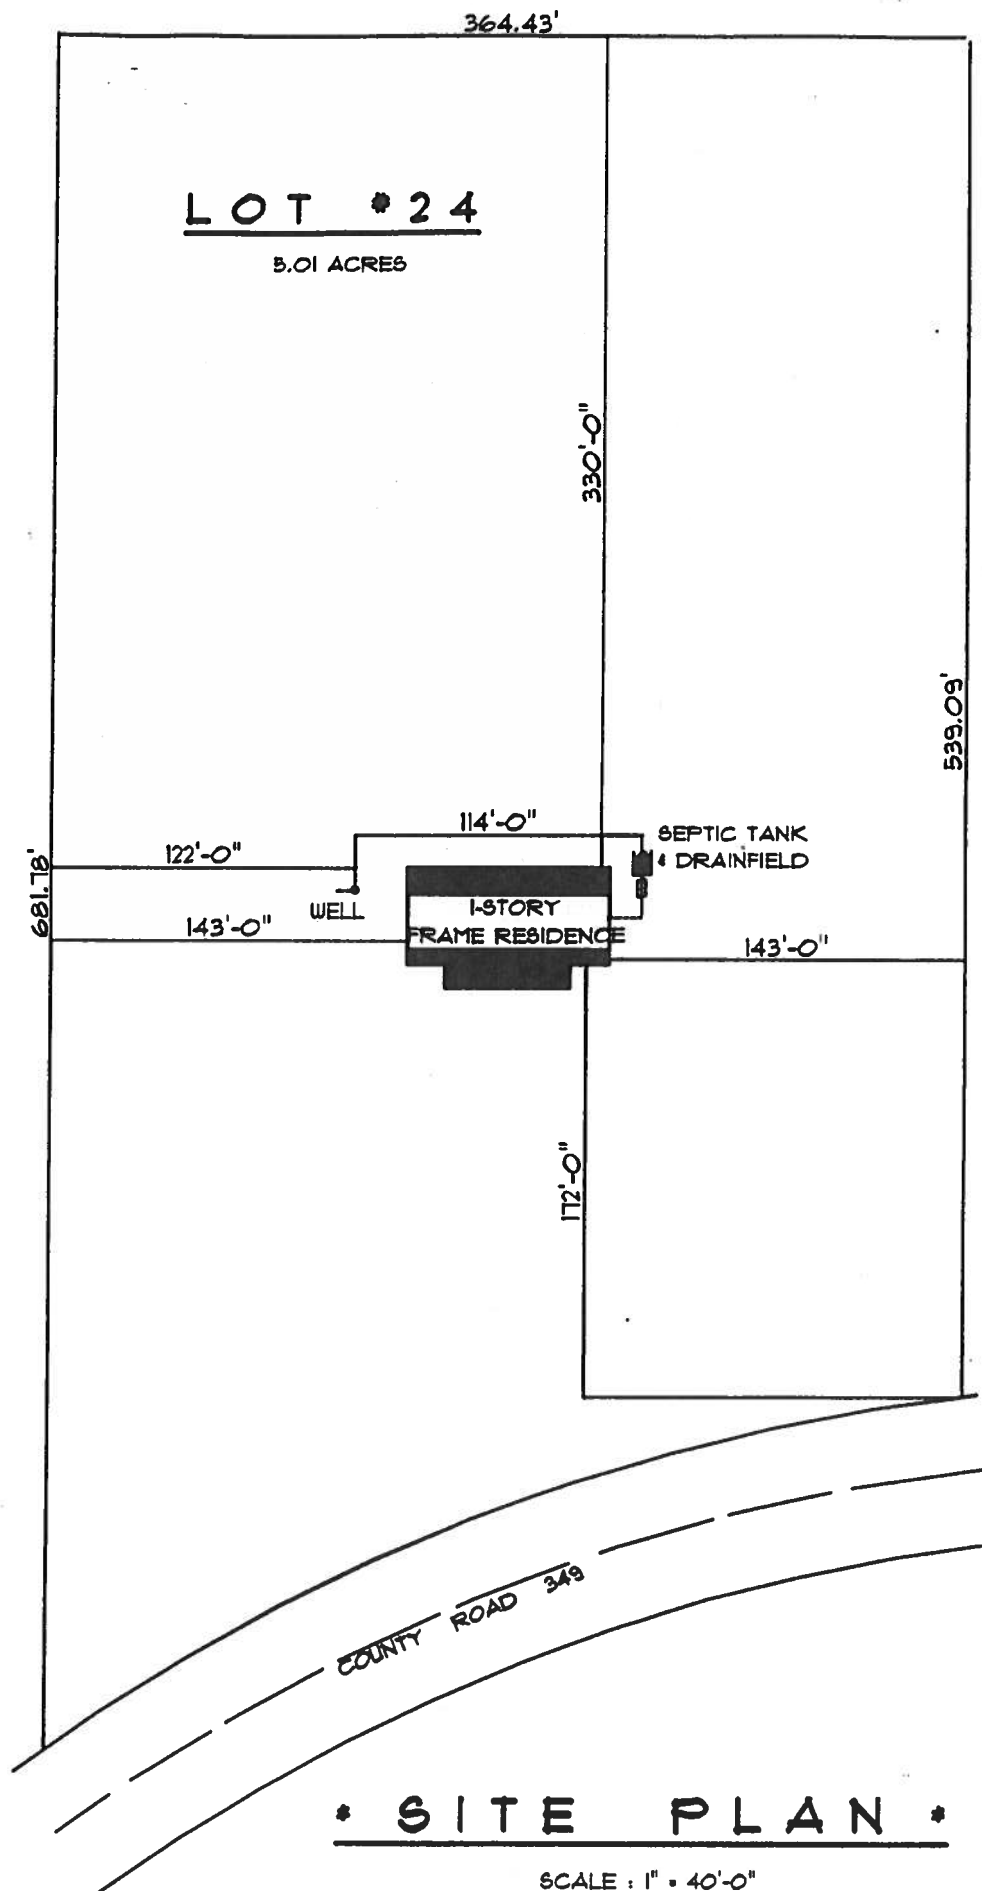 364.43'
LOT #24
5.01 ACRES
330'-0"
539.09'
114'-0"
SEPTIC TANK
& DRAINFIELD
122'-0"
681.78'
WELL
1-STORY
FRAME RESIDENCE
143'-0"
143'-0"
172'-0"
COUNTY ROAD 349
* SITE PLAN *
SCALE : 1" = 40'-0"